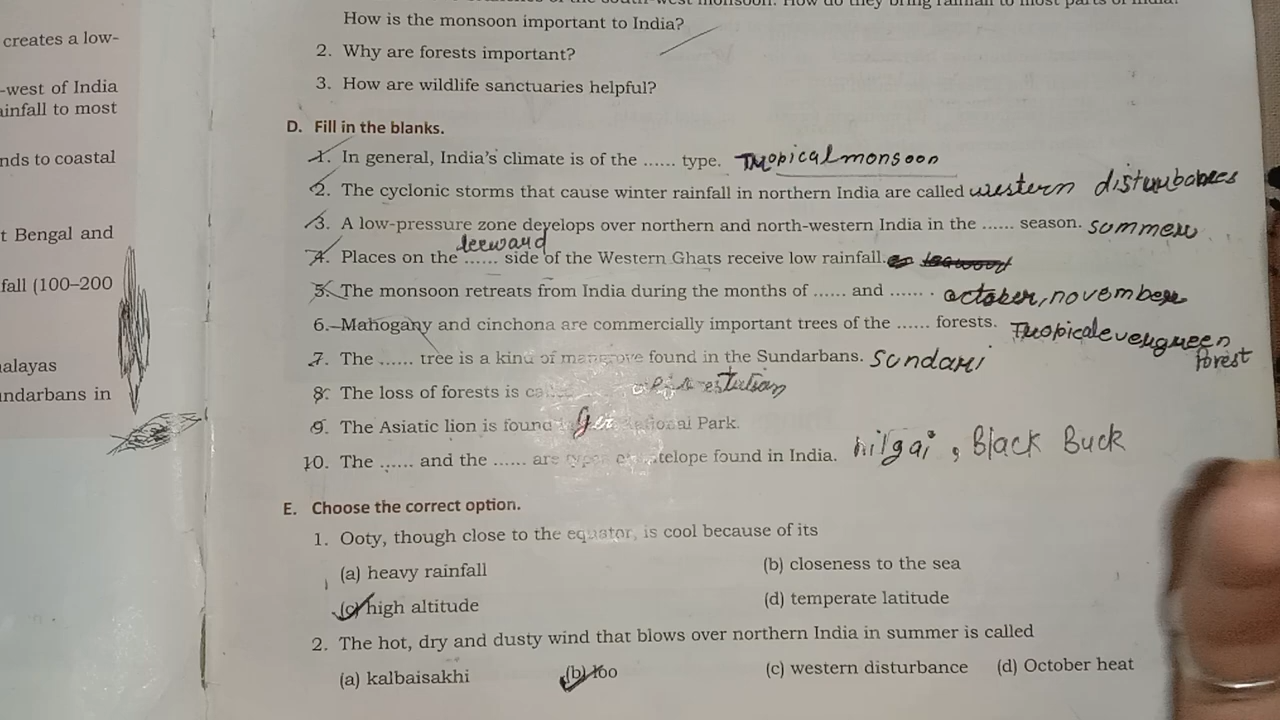 creates a low-
-west of India
ainfall to most
nds to coastal
t Bengal and
fall (100–200
alayas
ndarbans in
How is the monsoon important to India?
2. Why are forests important?
3. How are wildlife sanctuaries helpful?
D. Fill in the blanks.
1. In general, India's climate is of the ...... type. Tropical monsoon
2. The cyclonic storms that cause winter rainfall in northern India are called western
3. A low-pressure zone develops over northern and north-western India in the ...... season. summer
leeward
4. Places on the ...... side of the Western Ghats receive low rainfall.
5. The monsoon retreats from India during the months of ...... and ...... . october, november
6. Mahogany and cinchona are commercially important trees of the ...... forests. Tropical evergreen
forest
7. The ...... tree is a kind of mangrove found in the Sundarbans. Sundari
8. The loss of forests is
9. The Asiatic lion is found National Park.
10. The ...... and the ...... are types of antelope found in India. nilgai, Black Buck
E. Choose the correct option.
1. Ooty, though close to the equator, is cool because of its
(a) heavy rainfall (b) closeness to the sea
(c) high altitude (d) temperate latitude
2. The hot, dry and dusty wind that blows over northern India in summer is called
(a) kalbaisakhi (b) loo (c) western disturbance (d) October heat